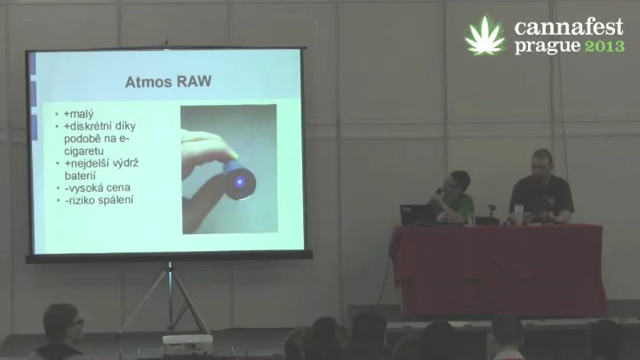 cannafest
prague 2013
Atmos RAW
• +malý
• +diskrétní díky
podobě na e-
cigaretu
• +nejdelší výdrž
baterií
• -vysoká cena
• -riziko spálení